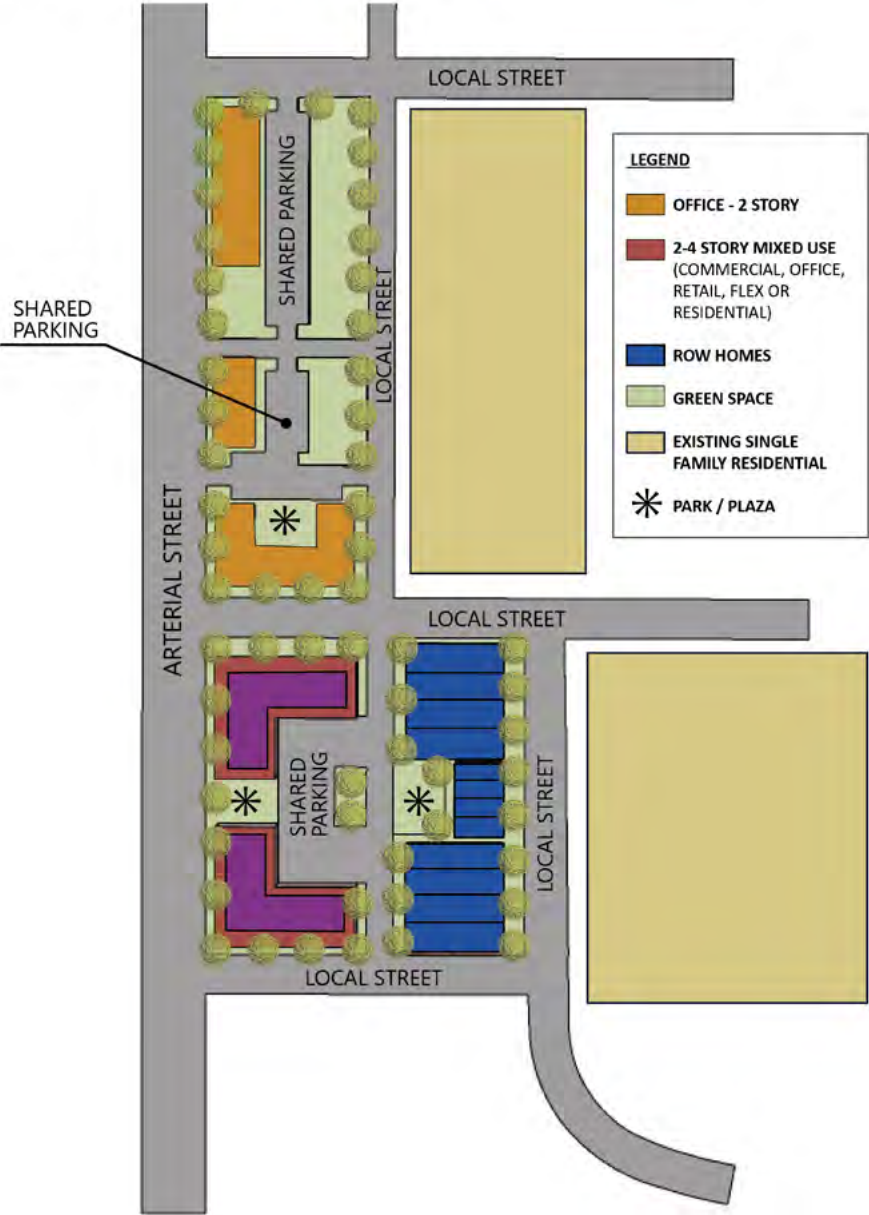 LOCAL STREET
SHARED PARKING
SHARED
PARKING
LOCAL STREET
ARTERIAL STREET
LEGEND
OFFICE - 2 STORY
2-4 STORY MIXED USE
(COMMERCIAL, OFFICE,
RETAIL, FLEX OR
RESIDENTIAL)
ROW HOMES
GREEN SPACE
EXISTING SINGLE
FAMILY RESIDENTIAL
PARK / PLAZA
LOCAL STREET
SHARED
PARKING
LOCAL STREET
LOCAL STREET